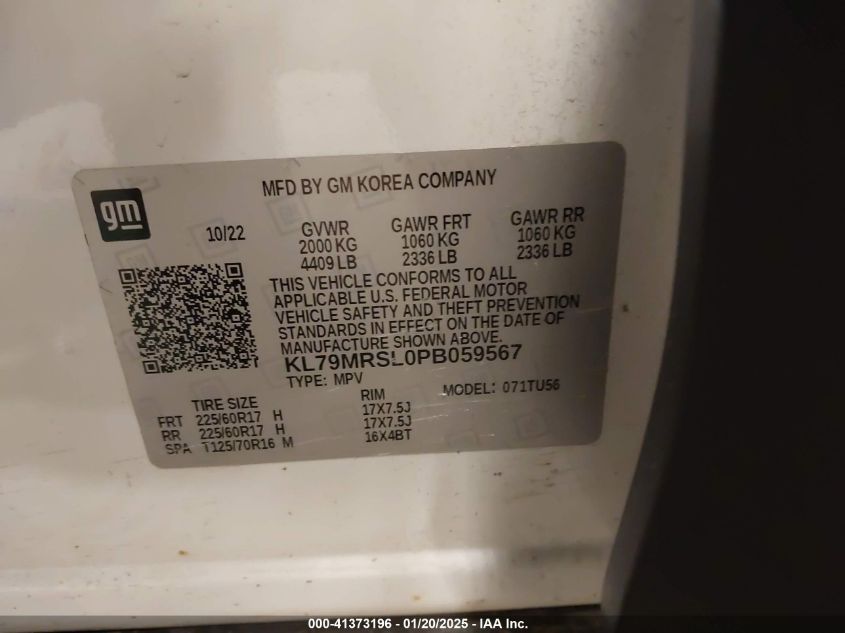 MFD BY GM KOREA COMPANY
gm
10/22
GVWR GAWR FRT GAWR RR
2000 KG 1060 KG 1060 KG
4409 LB 2336 LB 2336 LB
THIS VEHICLE CONFORMS TO ALL
APPLICABLE U.S. FEDERAL MOTOR
VEHICLE SAFETY AND THEFT PREVENTION
STANDARDS IN EFFECT ON THE DATE OF
MANUFACTURE SHOWN ABOVE.
KL79MRSL0PB059567
TYPE: MPV MODEL: 071TU56
TIRE SIZE RIM
FRT 225/60R17 H 17X7.5J
RR 225/60R17 H 17X7.5J
SPA T125/70R16 M 16X4BT
000-41373196 — 01/20/2025 - IAA Inc.